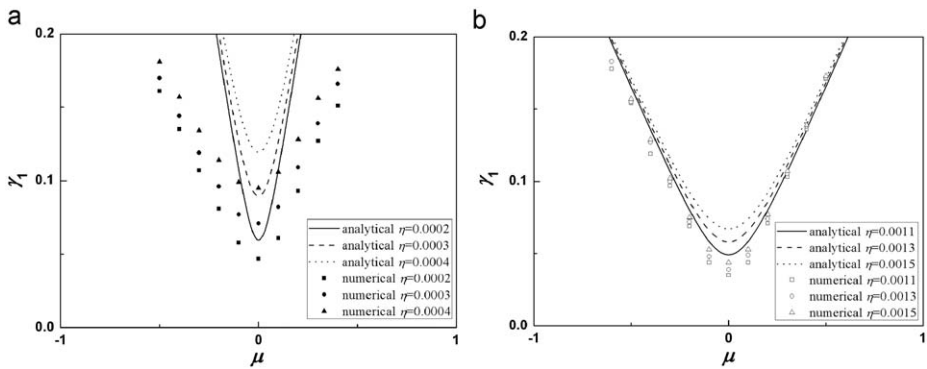 a
0.2
0.1
0.0
γ1
-1
0
1
μ
analytical η=0.0002
analytical η=0.0003
analytical η=0.0004
numerical η=0.0002
numerical η=0.0003
numerical η=0.0004
b
0.2
0.1
0.0
γ1
-1
0
1
μ
analytical η=0.0011
analytical η=0.0013
analytical η=0.0015
numerical η=0.0011
numerical η=0.0013
numerical η=0.0015